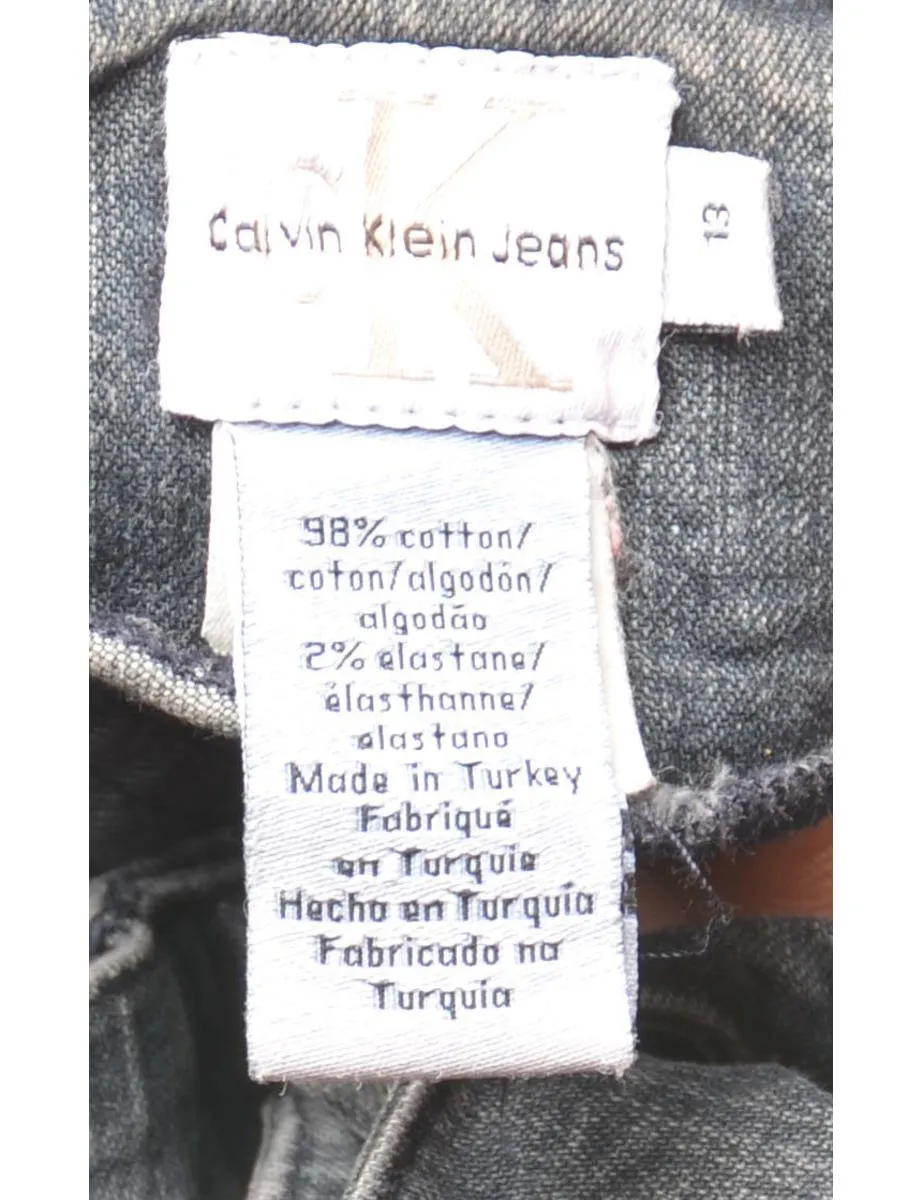 CK
Calvin Klein Jeans
13
98% cotton/
coton/algodón/
algodão
2% elastane/
élasthanne/
elastano
Made in Turkey
Fabriqué
en Turquie
Hecho en Turquía
Fabricado na
Turquia